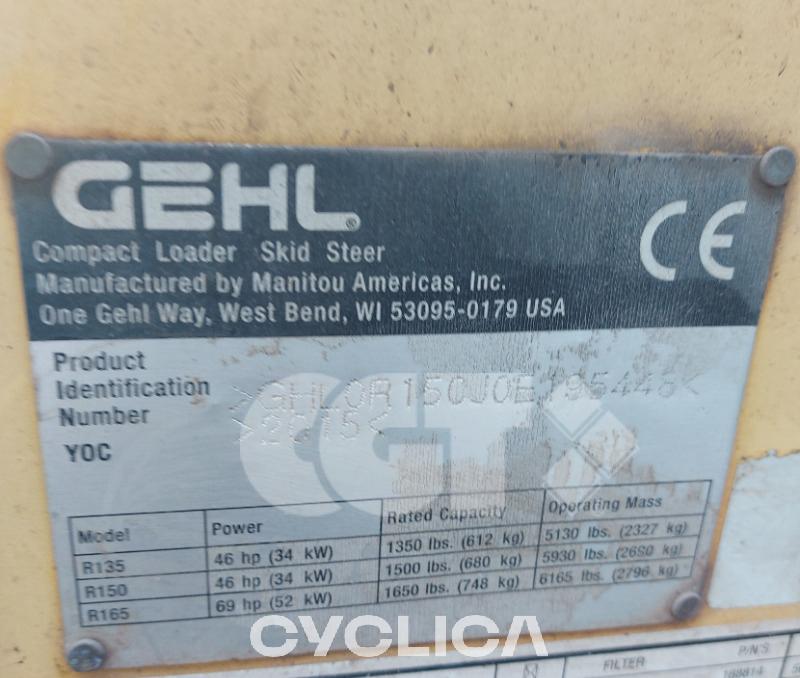 GEHL®
CE
Compact Loader Skid Steer
Manufactured by Manitou Americas, Inc.
One Gehl Way, West Bend, WI 53095-0179 USA
Product
Identification
Number
YOC
>2015<
Model Power Rated Capacity Operating Mass
R135 46 hp (34 kW) 1350 lbs. (612 kg) 5130 lbs. (2327 kg)
R150 46 hp (34 kW) 1500 lbs. (680 kg) 5930 lbs. (2690 kg)
R165 69 hp (52 kW) 1650 lbs. (748 kg) 6165 lbs. (2796 kg)
CYCLICA
FILTER P/N'S